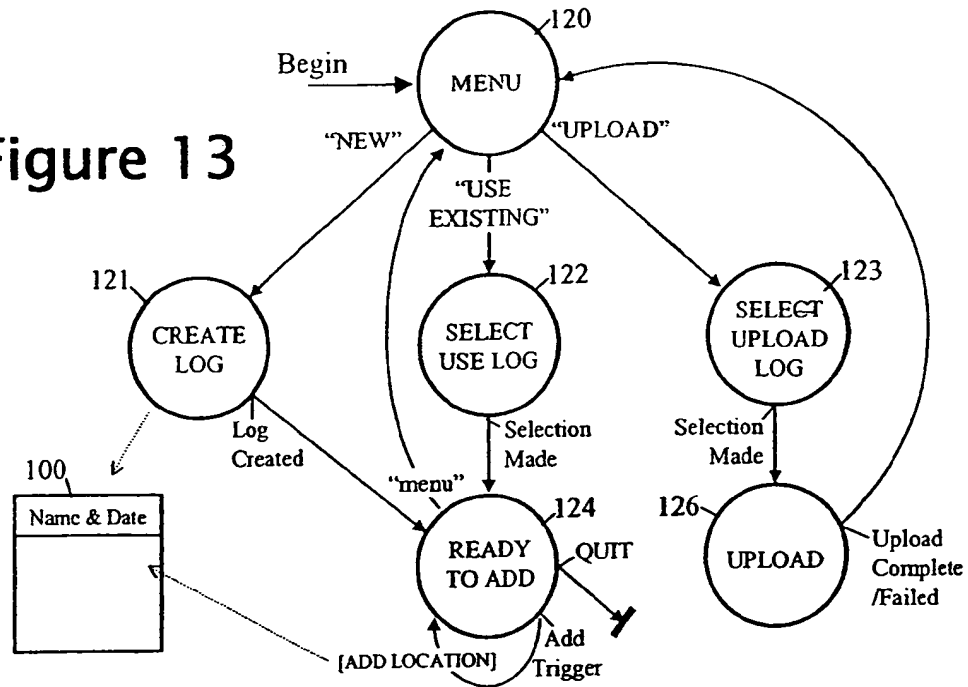 120
Begin
MENU
Figure 13
“NEW”
“UPLOAD”
“USE
EXISTING”
121
122
123
CREATE
LOG
SELECT
USE LOG
SELECT
UPLOAD
LOG
Log
Created
Selection
Made
Selection
Made
“menu”
100
Name & Date
124
READY
TO ADD
QUIT
126
UPLOAD
Upload
Complete
/Failed
[ADD LOCATION]
Add
Trigger